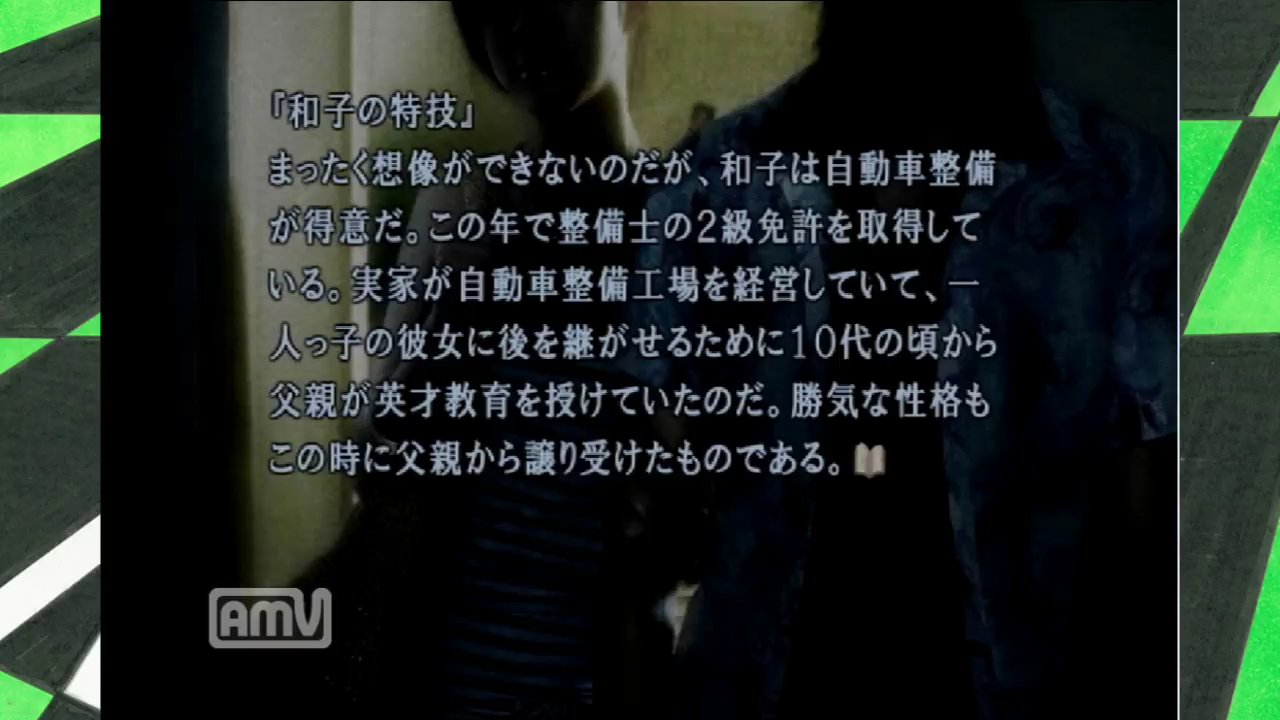 『和子の特技』
まったく想像ができないのだが、和子は自動車整備
が得意だ。この年で整備士の2級免許を取得して
いる。実家が自動車整備工場を経営していて、一
人っ子の彼女に後を継がせるために10代の頃から
父親が英才教育を授けていたのだ。勝気な性格も
この時に父親から譲り受けたものである。
AMV